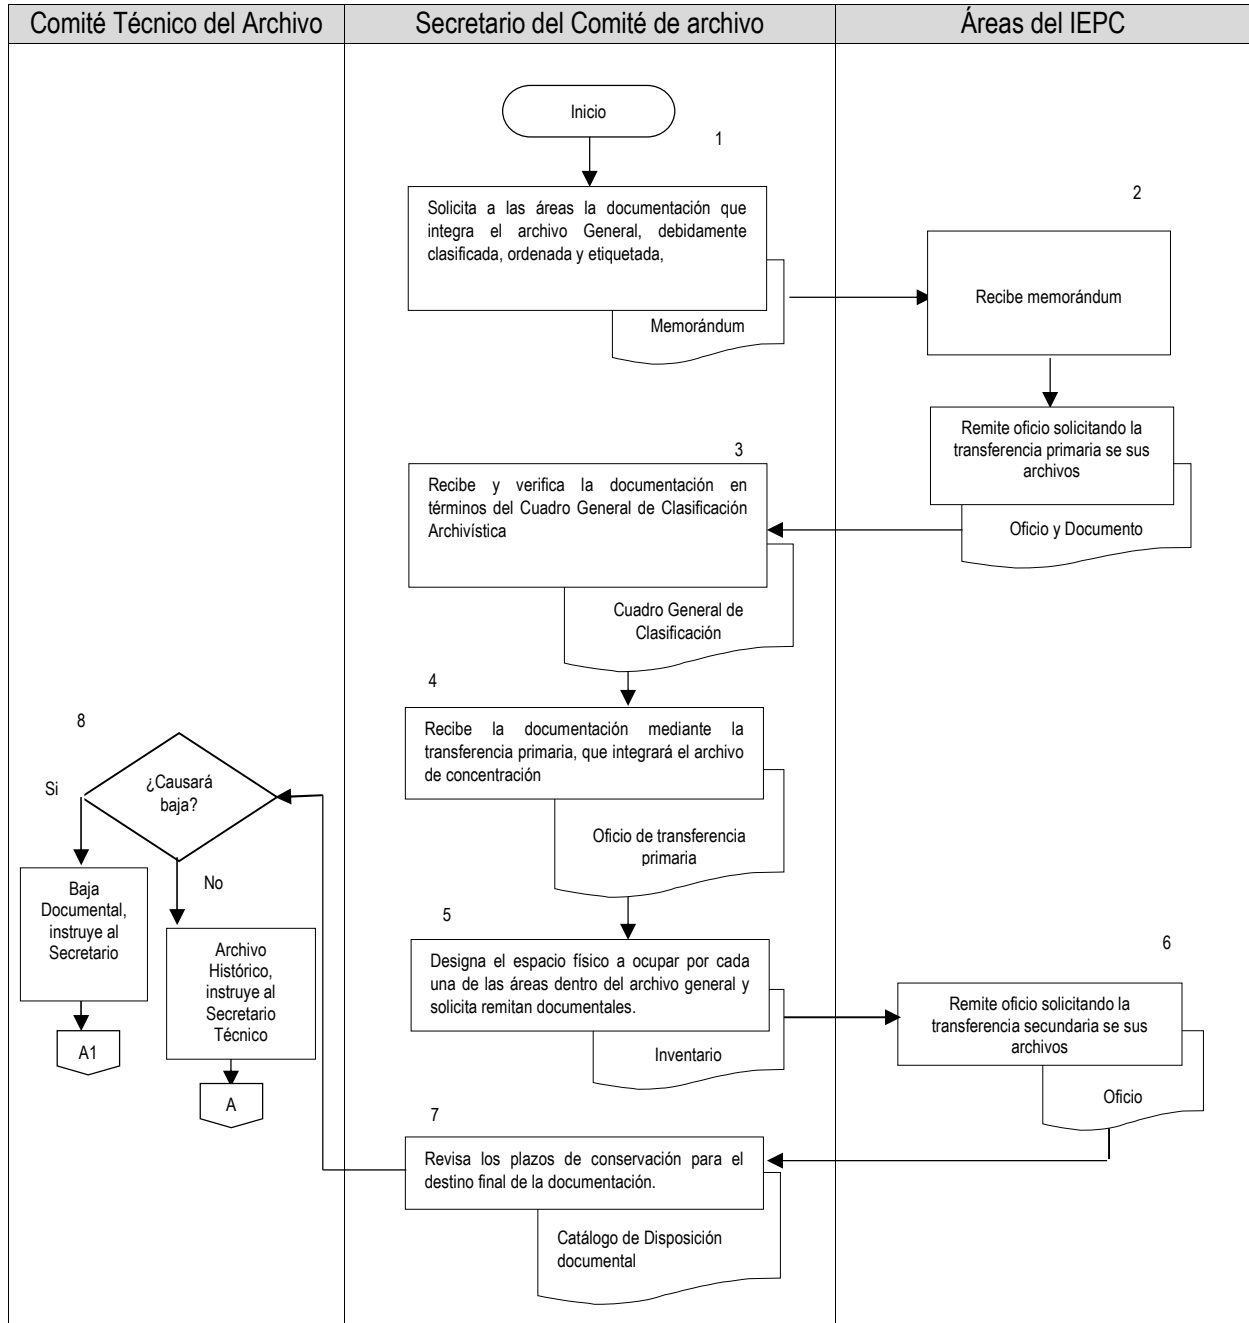 Comité Técnico del Archivo
Secretario del Comité de archivo
Áreas del IEPC
Inicio
1
Solicita a las áreas la documentación que
integra el archivo General, debidamente
clasificada, ordenada y etiquetada,
Memorándum
2
Recibe memorándum
Remite oficio solicitando la
transferencia primaria se sus
archivos
Oficio y Documento
3
Recibe y verifica la documentación en
términos del Cuadro General de Clasificación
Archivística
Cuadro General de
Clasificación
4
Recibe la documentación mediante la
transferencia primaria, que integrará el archivo
de concentración
Oficio de transferencia
primaria
5
Designa el espacio físico a ocupar por cada
una de las áreas dentro del archivo general y
solicita remitan documentales.
Inventario
6
Remite oficio solicitando la
transferencia secundaria se sus
archivos
Oficio
7
Revisa los plazos de conservación para el
destino final de la documentación.
Catálogo de Disposición
documental
8
¿Causará
baja?
Si
No
Baja
Documental,
instruye al
Secretario
A1
Archivo
Histórico,
instruye al
Secretario
Técnico
A